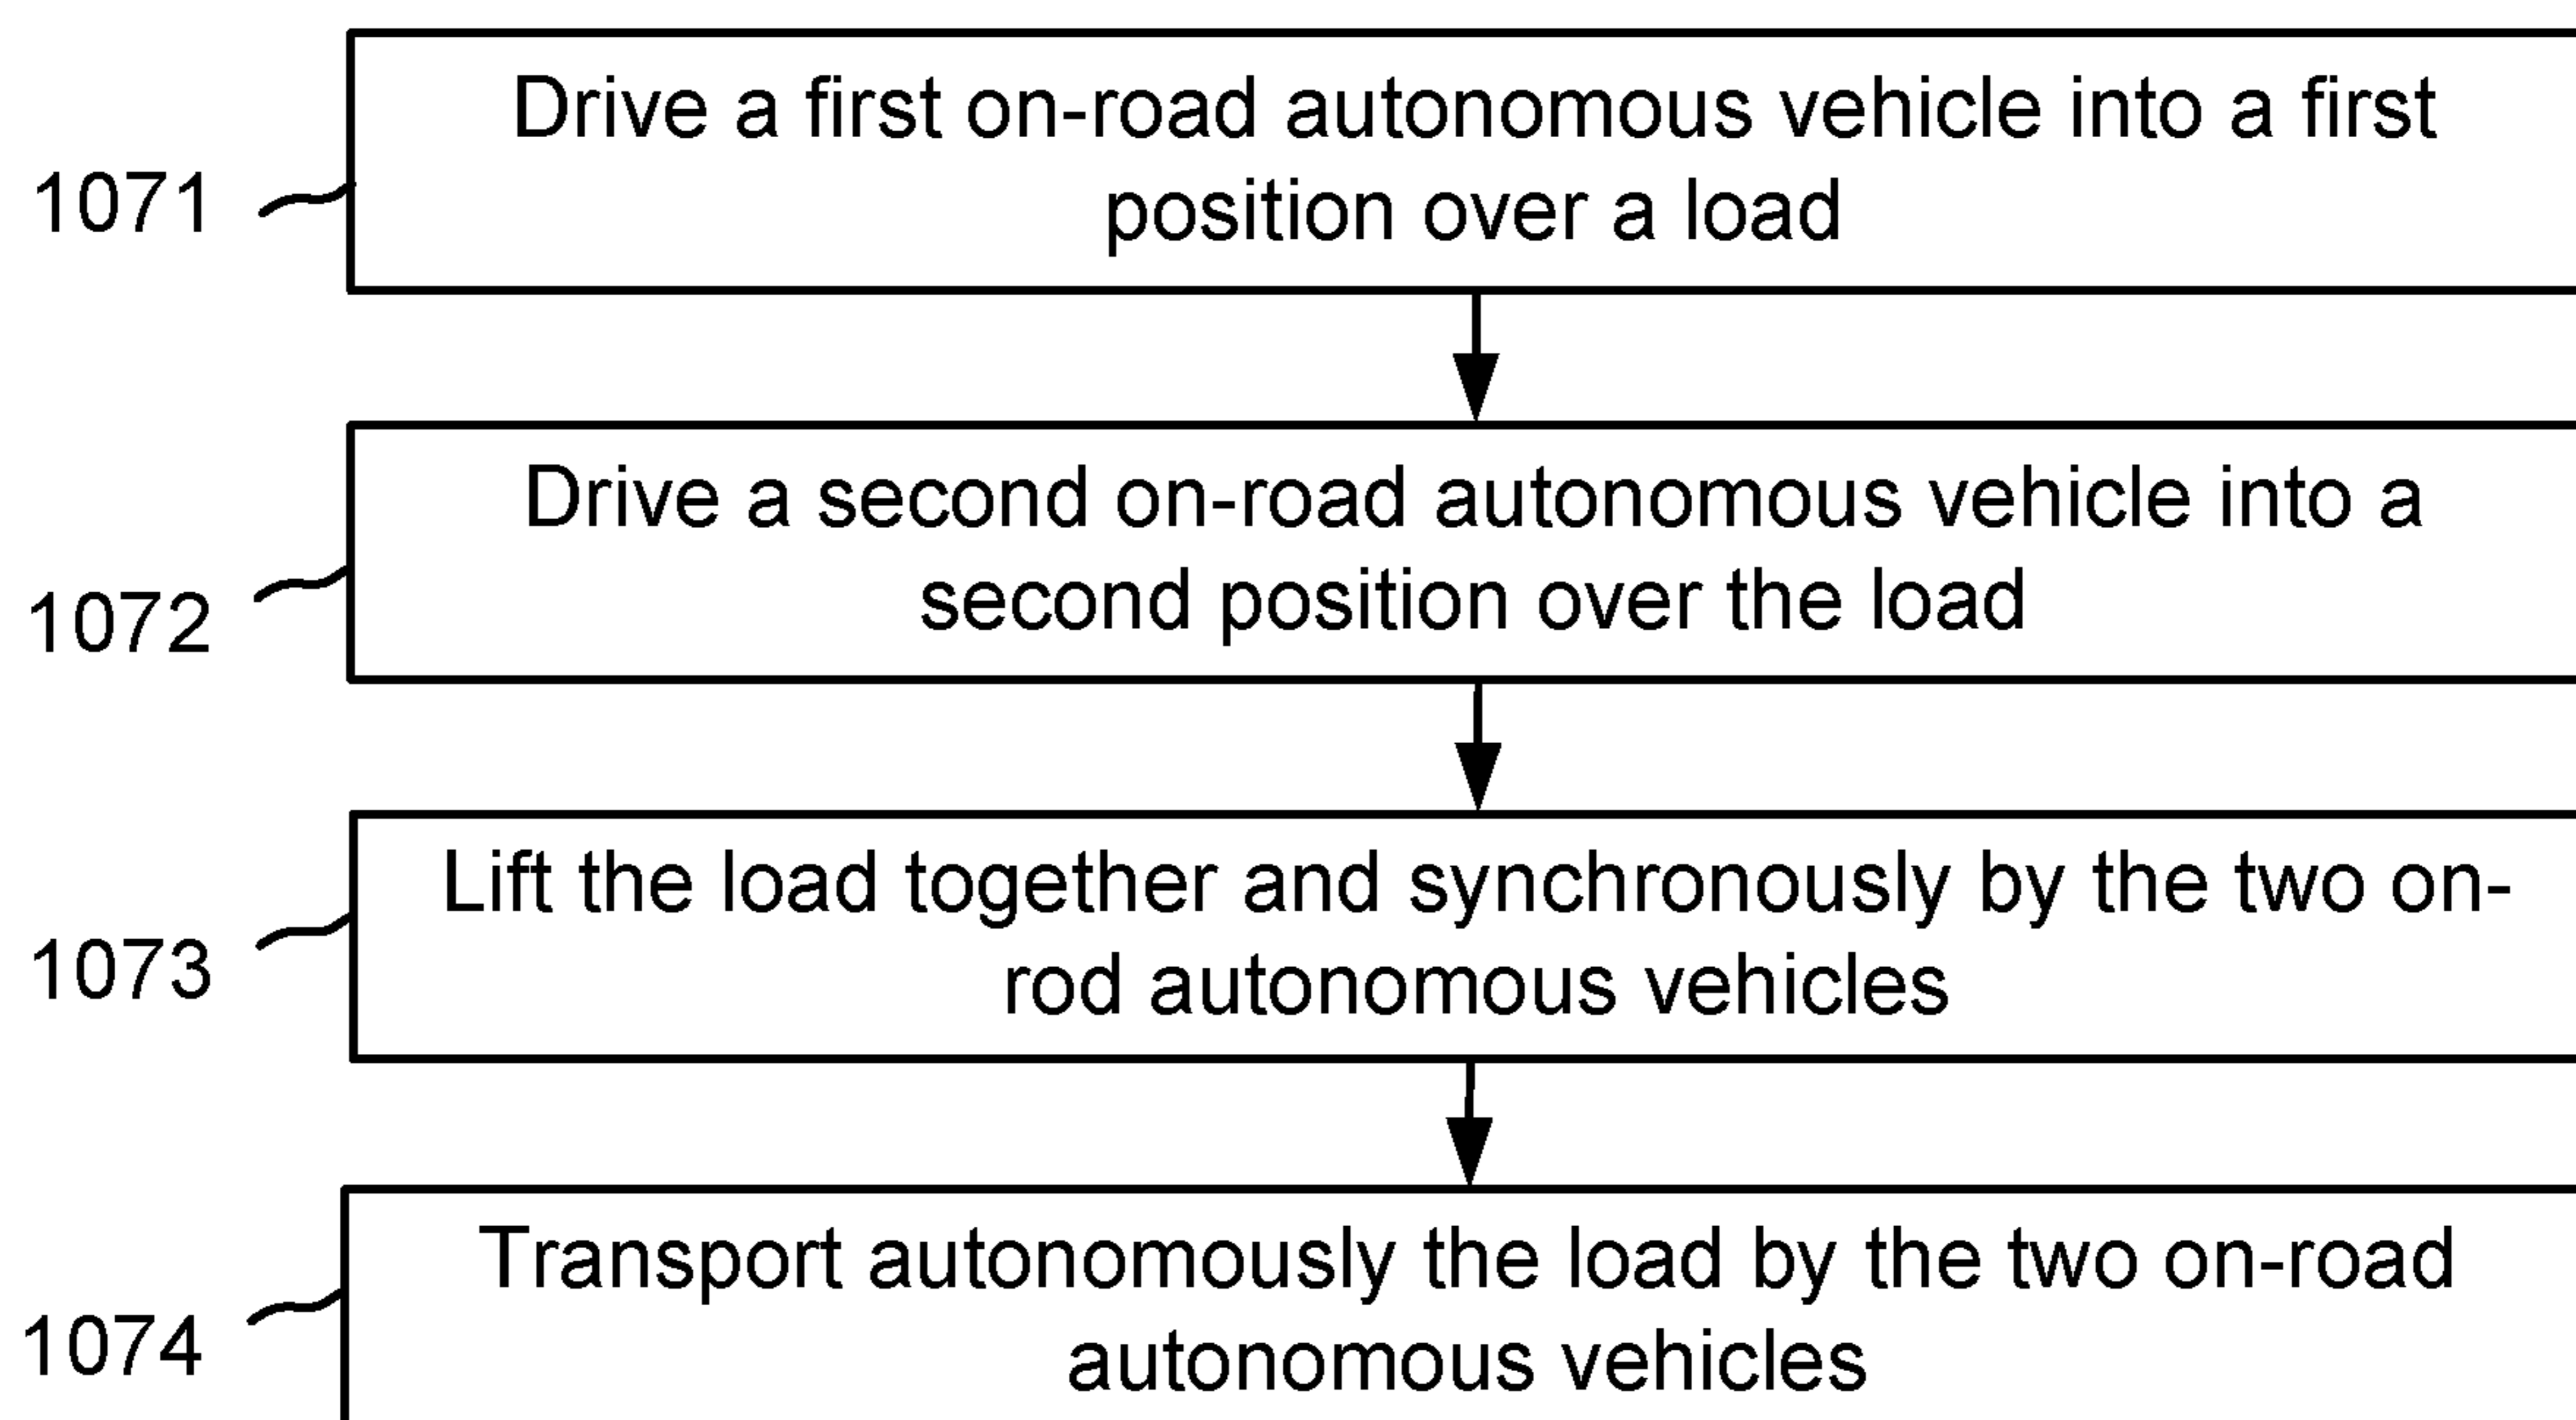 Drive a first on-road autonomous vehicle into a first
position over a load
1071
Drive a second on-road autonomous vehicle into a
second position over the load
1072
Lift the load together and synchronously by the two on-
rod autonomous vehicles
1073
Transport autonomously the load by the two on-road
autonomous vehicles
1074